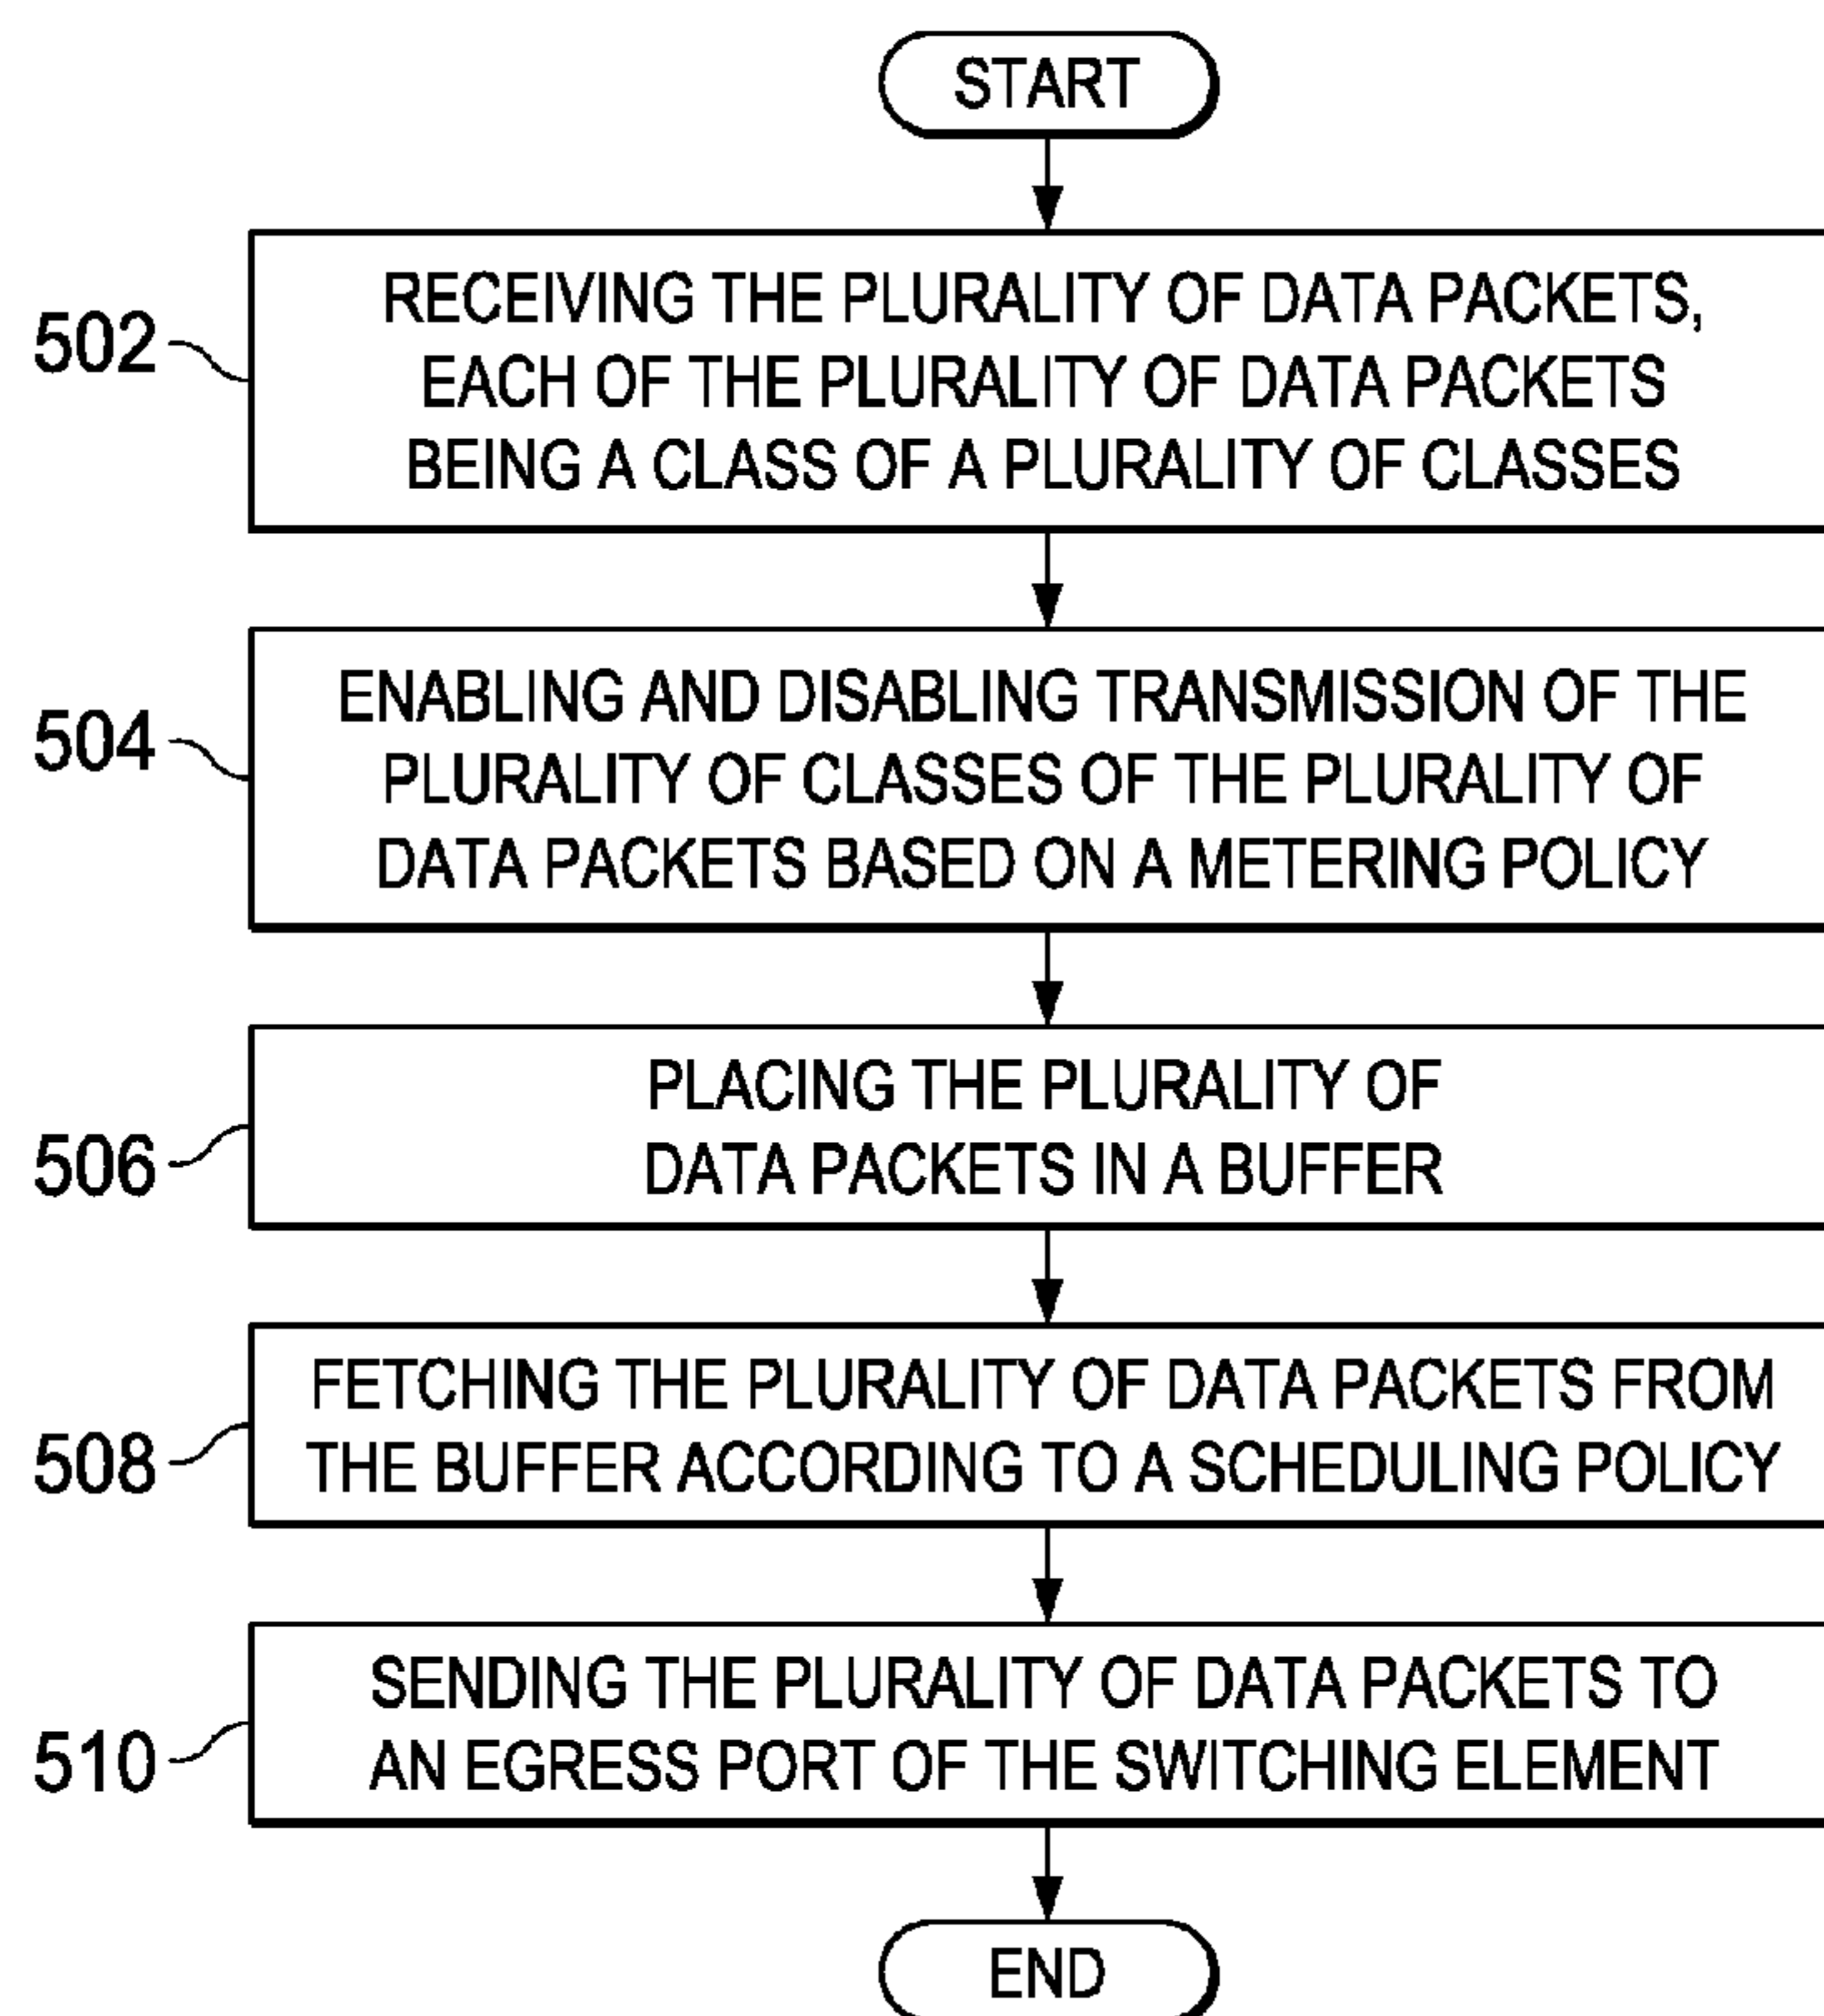 START
502
RECEIVING THE PLURALITY OF DATA PACKETS,
EACH OF THE PLURALITY OF DATA PACKETS
BEING A CLASS OF A PLURALITY OF CLASSES
504
ENABLING AND DISABLING TRANSMISSION OF THE
PLURALITY OF CLASSES OF THE PLURALITY OF
DATA PACKETS BASED ON A METERING POLICY
506
PLACING THE PLURALITY OF
DATA PACKETS IN A BUFFER
508
FETCHING THE PLURALITY OF DATA PACKETS FROM
THE BUFFER ACCORDING TO A SCHEDULING POLICY
510
SENDING THE PLURALITY OF DATA PACKETS TO
AN EGRESS PORT OF THE SWITCHING ELEMENT
END